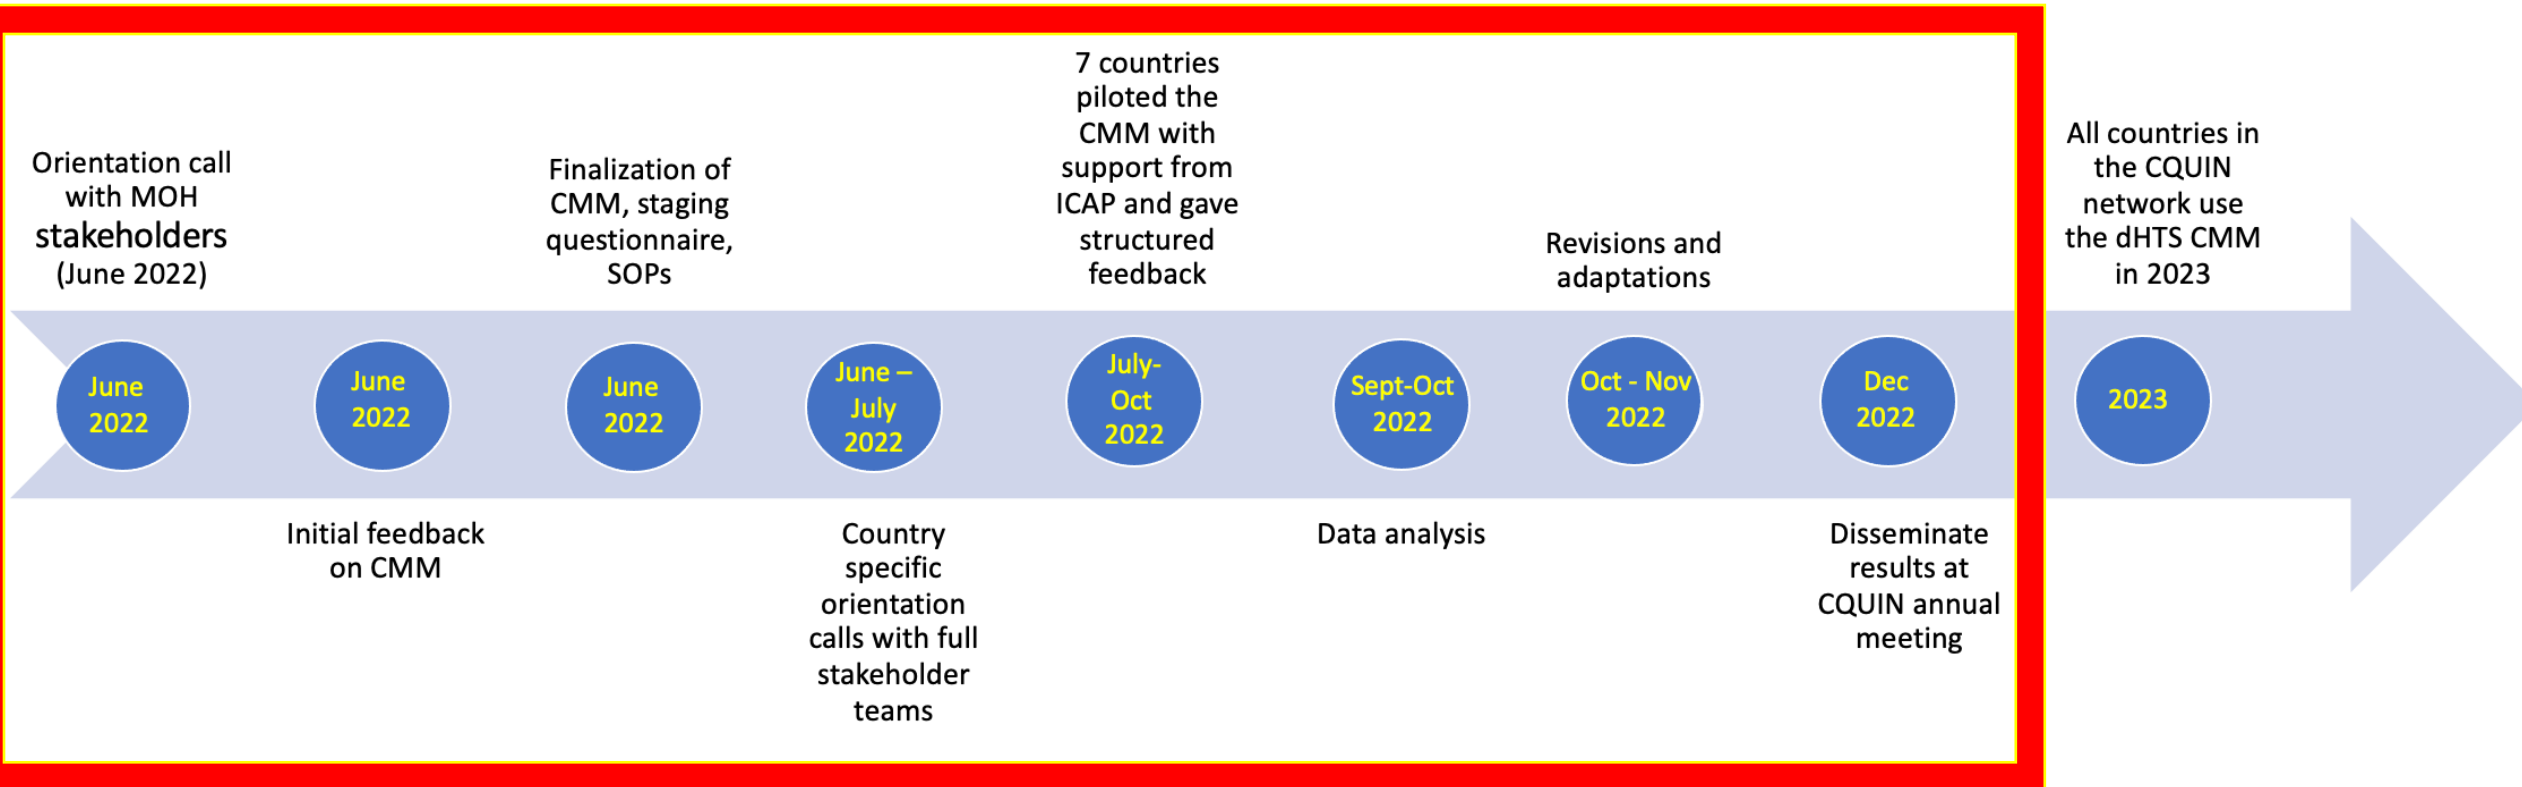 Orientation call
with MOH
stakeholders
(June 2022)
June
2022
June
2022
Initial feedback
on CMM
Finalization of
CMM, staging
questionnaire,
SOPs
June
2022
June –
July
2022
Country
specific
orientation
calls with full
stakeholder
teams
7 countries
piloted the
CMM with
support from
ICAP and gave
structured
feedback
July-
Oct
2022
Sept-Oct
2022
Data analysis
Revisions and
adaptations
Oct - Nov
2022
Dec
2022
Disseminate
results at
CQUIN annual
meeting
All countries in
the CQUIN
network use
the dHTS CMM
in 2023
2023